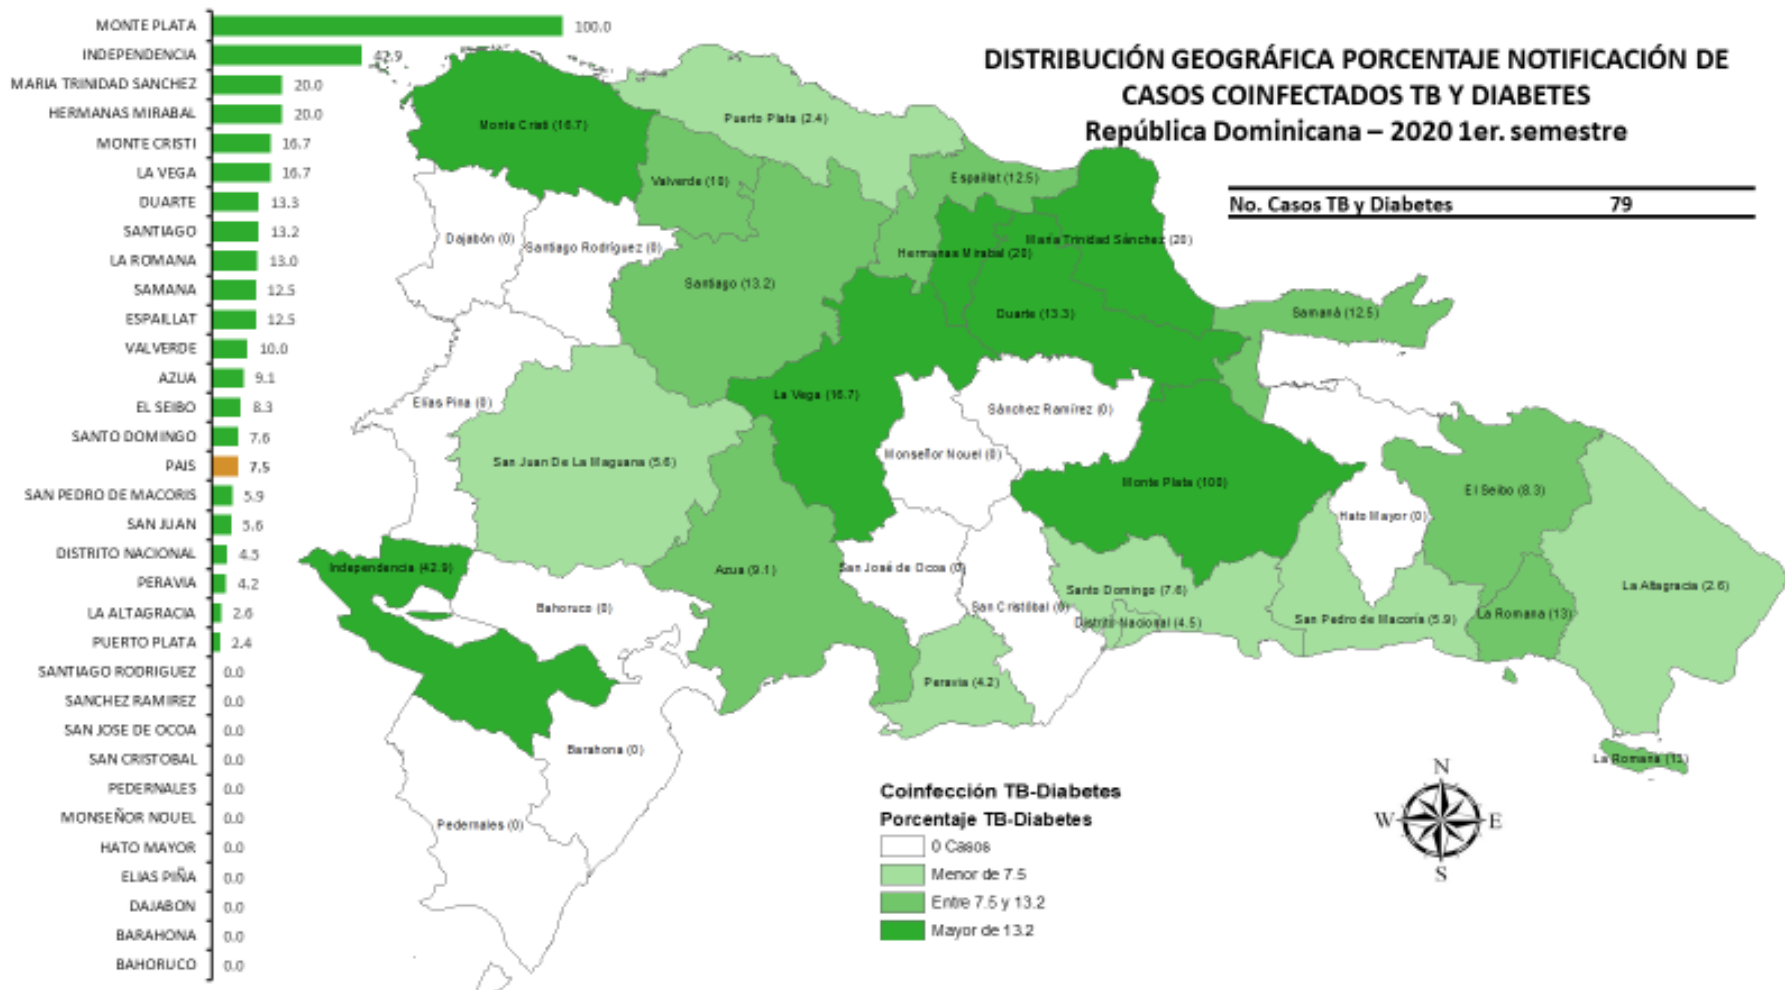 DISTRIBUCIÓN GEOGRÁFICA PORCENTAJE NOTIFICACIÓN DE
CASOS COINFECTADOS TB Y DIABETES
República Dominicana – 2020 1er. semestre
No. Casos TB y Diabetes 79
MONTE PLATA 100.0
INDEPENDENCIA 42.9
MARIA TRINIDAD SANCHEZ 20.0
HERMANAS MIRABAL 20.0
MONTE CRISTI 16.7
LA VEGA 16.7
DUARTE 13.3
SANTIAGO 13.2
LA ROMANA 13.0
SAMANA 12.5
ESPAILLAT 12.5
VALVERDE 10.0
AZUA 9.1
EL SEIBO 8.3
SANTO DOMINGO 7.6
PAIS 7.5
SAN PEDRO DE MACORIS 5.9
SAN JUAN 5.6
DISTRITO NACIONAL 4.5
PERAVIA 4.2
LA ALTAGRACIA 2.6
PUERTO PLATA 2.4
SANTIAGO RODRIGUEZ 0.0
SANCHEZ RAMIREZ 0.0
SAN JOSE DE OCOA 0.0
SAN CRISTOBAL 0.0
PEDERNALES 0.0
MONSEÑOR NOUEL 0.0
HATO MAYOR 0.0
ELIAS PIÑA 0.0
DAJABON 0.0
BARAHONA 0.0
BAHORUCO 0.0
Monte Cristi (16.7)
Puerto Plata (2.4)
Valverde (10)
Espaillat (12.5)
Dajabón (0)
Santiago Rodríguez (0)
Hermanas Mirabal (20)
María Trinidad Sánchez (20)
Santiago (13.2)
Duarte (13.3)
Samaná (12.5)
Elías Pina (0)
La Vega (16.7)
Sánchez Ramírez (0)
San Juan De La Maguana (5.6)
Monseñor Nouel (0)
Monte Plata (100)
El Seibo (8.3)
Hato Mayor (0)
Independencia (42.9)
Azua (9.1)
San José de Ocoa (0)
Santo Domingo (7.6)
La Altagracia (2.6)
Bahoruco (0)
San Cristóbal (0)
Distrito Nacional (4.5)
San Pedro de Macorís (5.9)
La Romana (13)
Peravia (4.2)
Barahona (0)
La Romana (13)
Pedernales (0)
Coinfección TB-Diabetes
Porcentaje TB-Diabetes
0 Casos
Menor de 7.5
Entre 7.5 y 13.2
Mayor de 13.2
N
W E
S